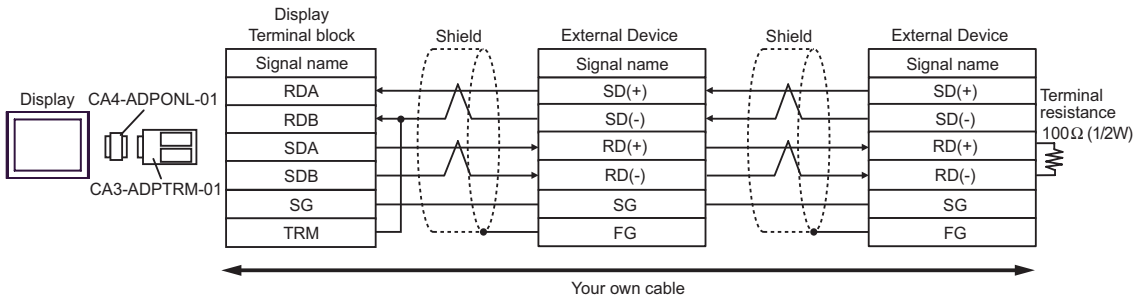 Display
Terminal block
Shield
External Device
Shield
External Device
Signal name
Signal name
Signal name
RDA
SD(+)
SD(+)
RDB
SD(-)
SD(-)
SDA
RD(+)
RD(+)
SDB
RD(-)
RD(-)
SG
SG
SG
TRM
FG
FG
Display
CA4-ADPONL-01
CA3-ADPTRM-01
Terminal
resistance
100Ω (1/2W)
Your own cable